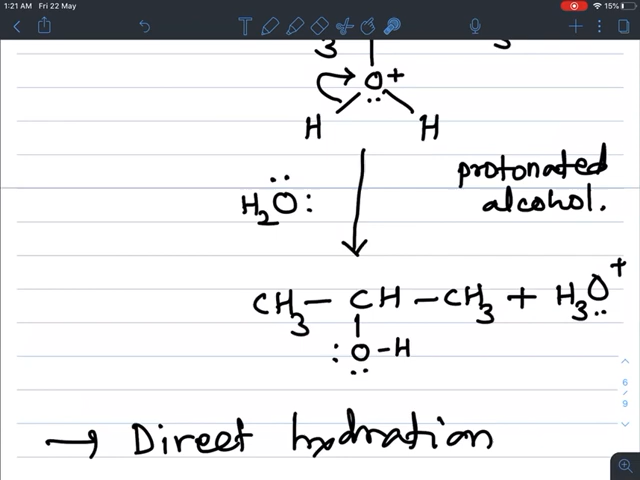 1:21 AM Fri 22 May
15%
3 3
O+
H H
protonated
H2O:
alcohol.
CH3 – CH – CH3 + H3O+
:O–H
6
9
→ Direct hydration